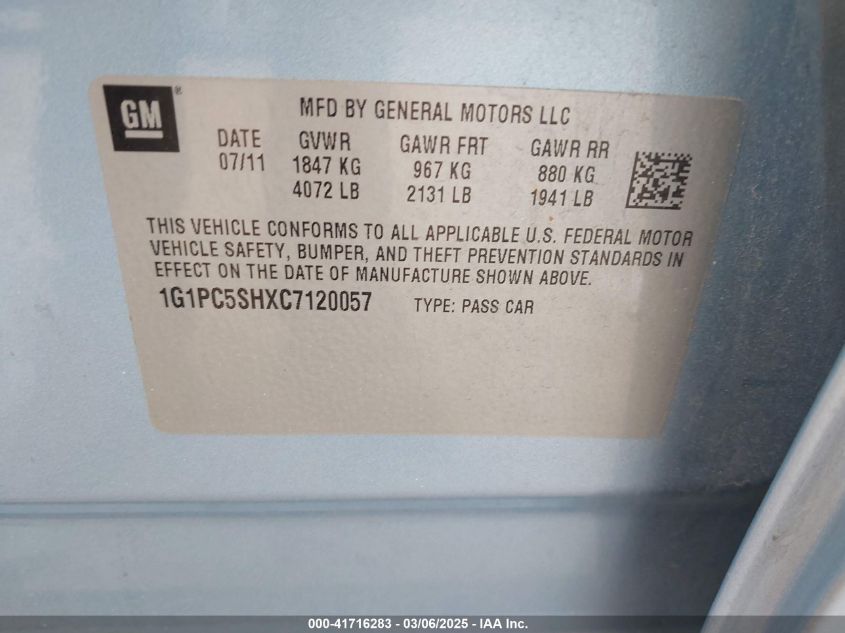 GM®
MFD BY GENERAL MOTORS LLC
DATE GVWR GAWR FRT GAWR RR
07/11 1847 KG 967 KG 880 KG
4072 LB 2131 LB 1941 LB
THIS VEHICLE CONFORMS TO ALL APPLICABLE U.S. FEDERAL MOTOR
VEHICLE SAFETY, BUMPER, AND THEFT PREVENTION STANDARDS IN
EFFECT ON THE DATE OF MANUFACTURE SHOWN ABOVE.
1G1PC5SHXC7120057 TYPE: PASS CAR
000-41716283 - 03/06/2025 - IAA Inc.